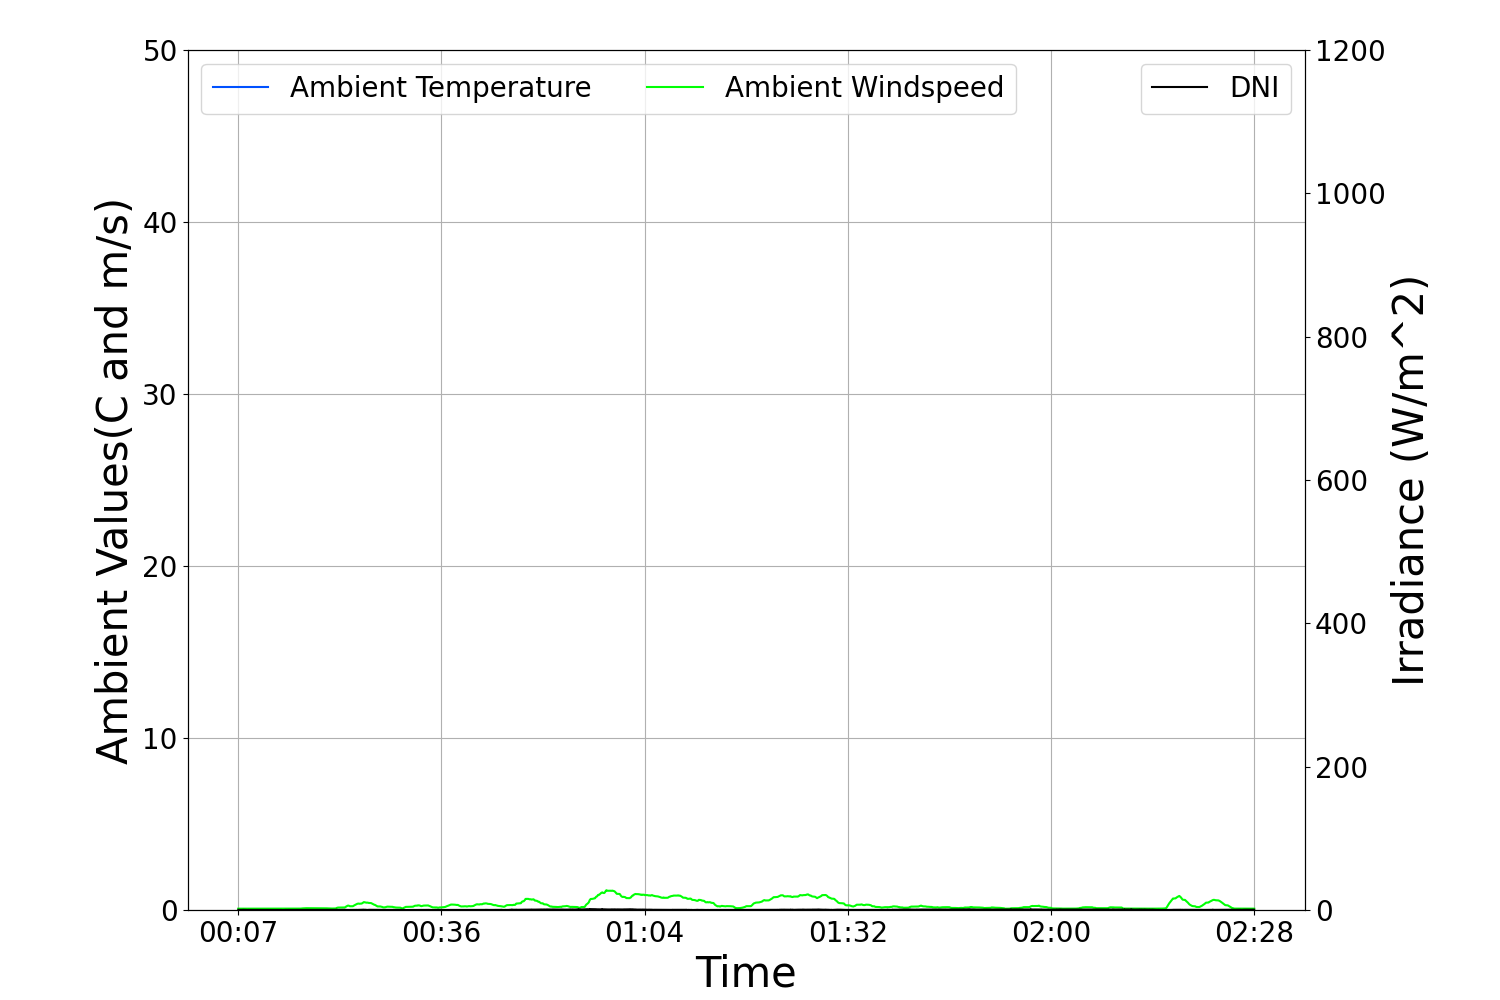 Ambient Temperature Ambient Windspeed DNI
Ambient Values(C and m/s)
50
40
30
20
10
0
1200
1000
800
600
400
200
0
Irradiance (W/m^2)
00:07 00:36 01:04 01:32 02:00 02:28
Time